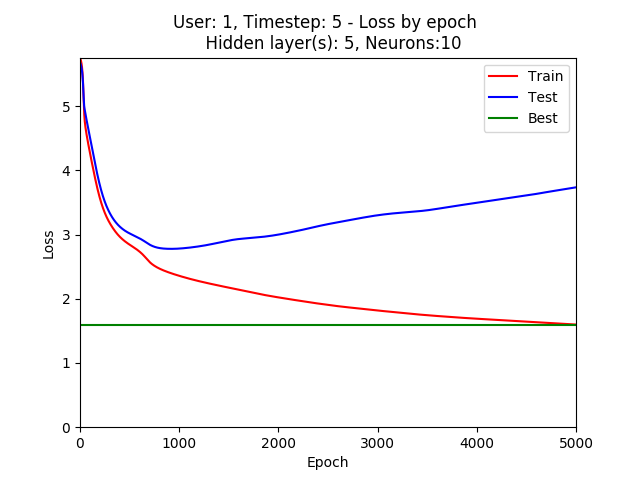 User: 1, Timestep: 5 - Loss by epoch
Hidden layer(s): 5, Neurons:10
Train
Test
Best
5
4
3
2
1
0
Loss
0 1000 2000 3000 4000 5000
Epoch